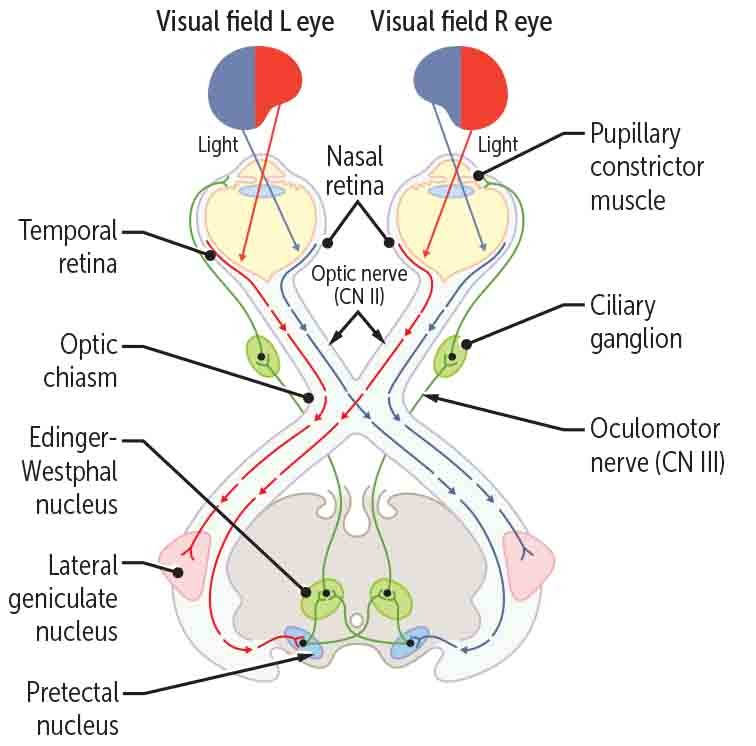 Visual field L eye
Visual field R eye
Light
Light
Nasal
retina
Pupillary
constrictor
muscle
Temporal
retina
Optic nerve
(CN II)
Ciliary
ganglion
Optic
chiasm
Edinger-
Westphal
nucleus
Oculomotor
nerve (CN III)
Lateral
geniculate
nucleus
Pretectal
nucleus